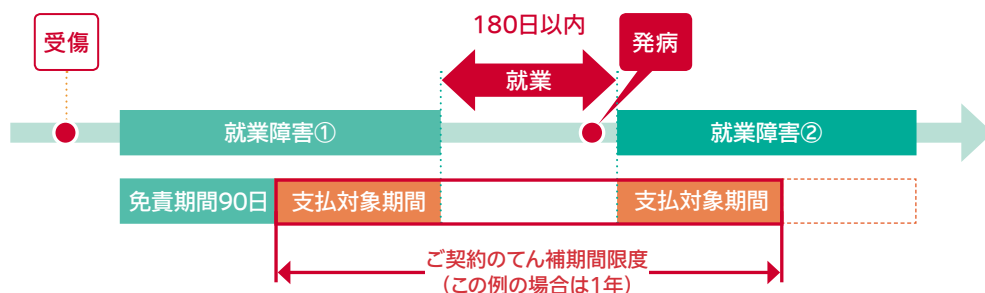 180日以内
受傷
発病
就業
就業障害①
就業障害②
免責期間90日
支払対象期間
支払対象期間
ご契約のてん補期間限度
（この例の場合は1年）